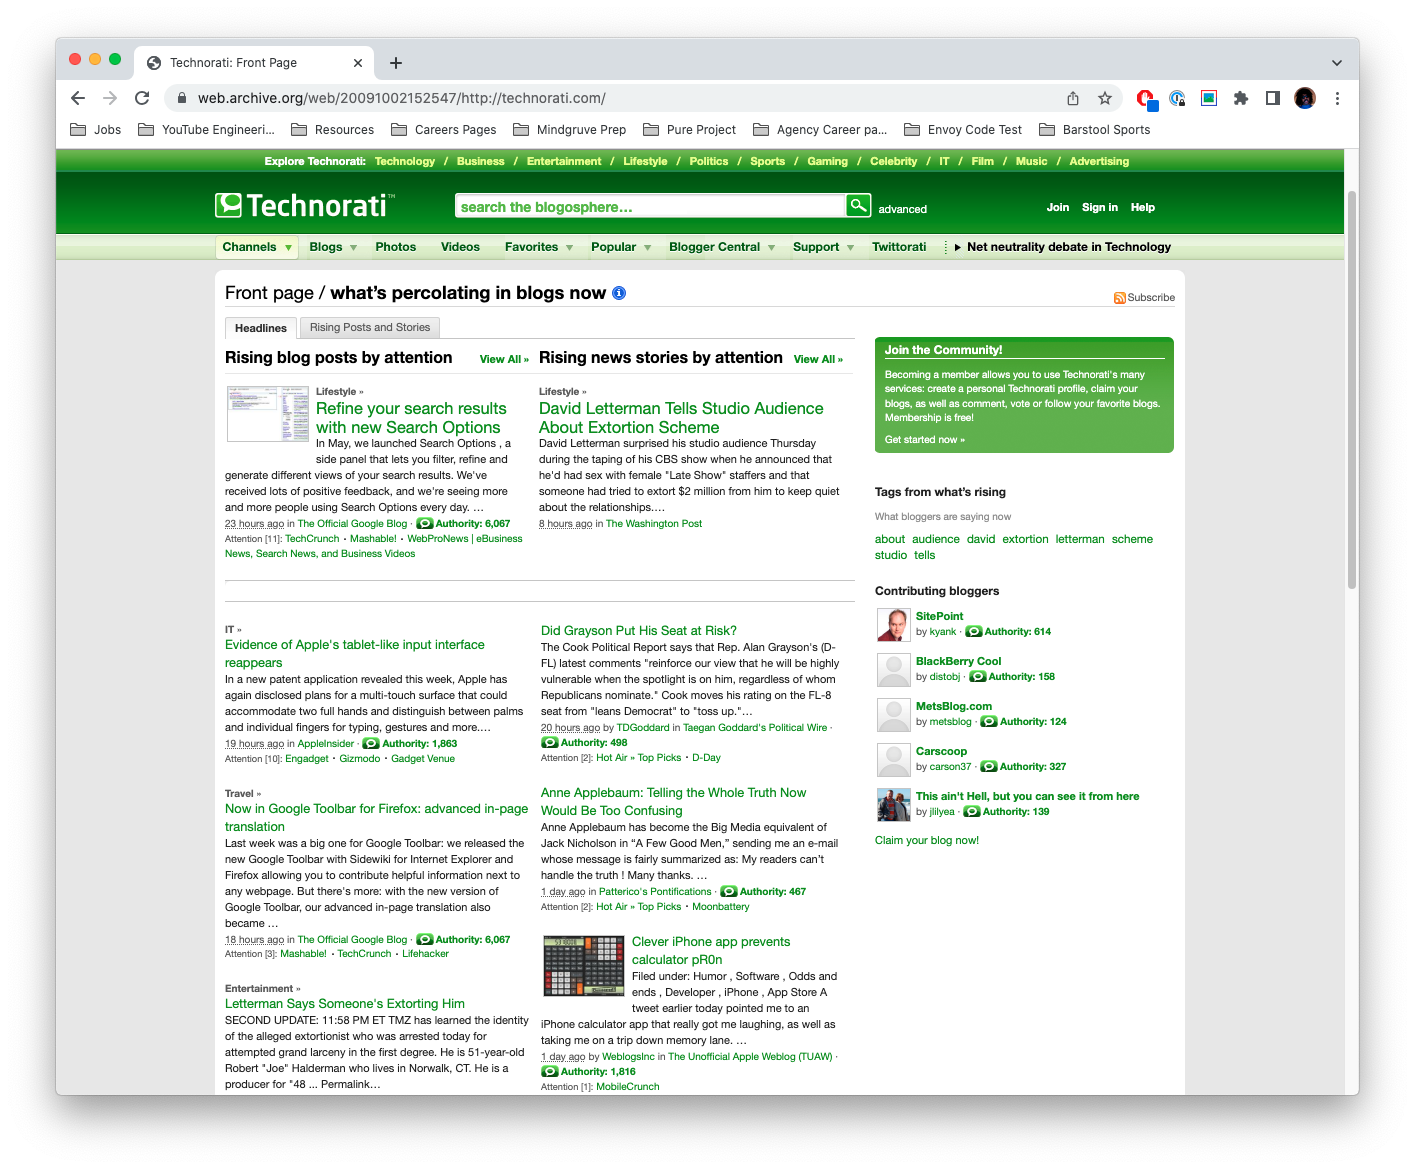 Technorati: Front Page
web.archive.org/web/20091002152547/http://technorati.com/
Jobs
YouTube Engineeri...
Resources
Careers Pages
Mindgruve Prep
Pure Project
Agency Career pa...
Envoy Code Test
Barstool Sports
Explore Technorati: Technology / Business / Entertainment / Lifestyle / Politics / Sports / Gaming / Celebrity / IT / Film / Music / Advertising
Technorati™
search the blogosphere...
advanced
Join Sign in Help
Channels Blogs Photos Videos Favorites Popular Blogger Central Support Twittorati Net neutrality debate in Technology
Front page / what's percolating in blogs now
Subscribe
Headlines
Rising Posts and Stories
Rising blog posts by attention View All »
Lifestyle »
Refine your search results
with new Search Options
In May, we launched Search Options , a
side panel that lets you filter, refine and
generate different views of your search results. We've
received lots of positive feedback, and we're seeing more
and more people using Search Options every day. …
23 hours ago in The Official Google Blog · Authority: 6,067
Attention [11]: TechCrunch • Mashable! • WebProNews | eBusiness
News, Search News, and Business Videos
Rising news stories by attention View All »
Lifestyle »
David Letterman Tells Studio Audience
About Extortion Scheme
David Letterman surprised his studio audience Thursday
during the taping of his CBS show when he announced that
he'd had sex with female "Late Show" staffers and that
someone had tried to extort $2 million from him to keep quiet
about the relationships.…
8 hours ago in The Washington Post
IT »
Evidence of Apple's tablet-like input interface
reappears
In a new patent application revealed this week, Apple has
again disclosed plans for a multi-touch surface that could
accommodate two full hands and distinguish between palms
and individual fingers for typing, gestures and more.…
19 hours ago in AppleInsider · Authority: 1,863
Attention [10]: Engadget • Gizmodo • Gadget Venue
Travel »
Now in Google Toolbar for Firefox: advanced in-page
translation
Last week was a big one for Google Toolbar: we released the
new Google Toolbar with Sidewiki for Internet Explorer and
Firefox allowing you to contribute helpful information next to
any webpage. But there's more: with the new version of
Google Toolbar, our advanced in-page translation also
became …
18 hours ago in The Official Google Blog · Authority: 6,067
Attention [3]: Mashable! • TechCrunch • Lifehacker
Entertainment »
Letterman Says Someone's Extorting Him
SECOND UPDATE: 11:58 PM ET TMZ has learned the identity
of the alleged extortionist who was arrested today for
attempted grand larceny in the first degree. He is 51-year-old
Robert "Joe" Halderman who lives in Norwalk, CT. He is a
producer for "48 ... Permalink…
Did Grayson Put His Seat at Risk?
The Cook Political Report says that Rep. Alan Grayson's (D-
FL) latest comments "reinforce our view that he will be highly
vulnerable when the spotlight is on him, regardless of whom
Republicans nominate." Cook moves his rating on the FL-8
seat from "leans Democrat" to "toss up."…
20 hours ago by TDGoddard in Taegan Goddard's Political Wire ·
Authority: 498
Attention [2]: Hot Air » Top Picks • D-Day
Anne Applebaum: Telling the Whole Truth Now
Would Be Too Confusing
Anne Applebaum has become the Big Media equivalent of
Jack Nicholson in “A Few Good Men,” sending me an e-mail
whose message is fairly summarized as: My readers can’t
handle the truth ! Many thanks. …
1 day ago in Patterico's Pontifications · Authority: 467
Attention [2]: Hot Air » Top Picks • Moonbattery
Clever iPhone app prevents
calculator pR0n
Filed under: Humor , Software , Odds and
ends , Developer , iPhone , App Store A
tweet earlier today pointed me to an
iPhone calculator app that really got me laughing, as well as
taking me on a trip down memory lane. …
1 day ago by WeblogsInc in The Unofficial Apple Weblog (TUAW) ·
Authority: 1,816
Attention [1]: MobileCrunch
Join the Community!
Becoming a member allows you to use Technorati's many
services: create a personal Technorati profile, claim your
blogs, as well as comment, vote or follow your favorite blogs.
Membership is free!
Get started now »
Tags from what's rising
What bloggers are saying now
about audience david extortion letterman scheme
studio tells
Contributing bloggers
SitePoint
by kyank · Authority: 614
BlackBerry Cool
by distobj · Authority: 158
MetsBlog.com
by metsblog · Authority: 124
Carscoop
by carson37 · Authority: 327
This ain't Hell, but you can see it from here
by jlilyea · Authority: 139
Claim your blog now!